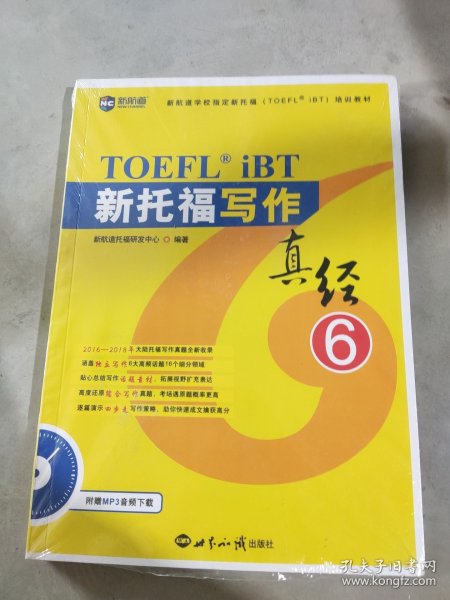 新航道
NEW CHANNEL
新航道学校指定新托福（TOEFL® iBT）培训教材
TOEFL® iBT
新托福写作
新航道托福研发中心 编著
真经
6
2016—2018年大陆托福写作真题全新收录
涵盖独立写作6大高频话题16个细分领域
贴心总结写作话题素材，拓展视野扩充表达
高度还原综合写作真题，考场遇原题概率更高
逐篇演示四步走写作策略，助你快速成文摘获高分
附赠MP3音频下载
世界知识出版社
孔夫子旧书网
www.kongfz.com